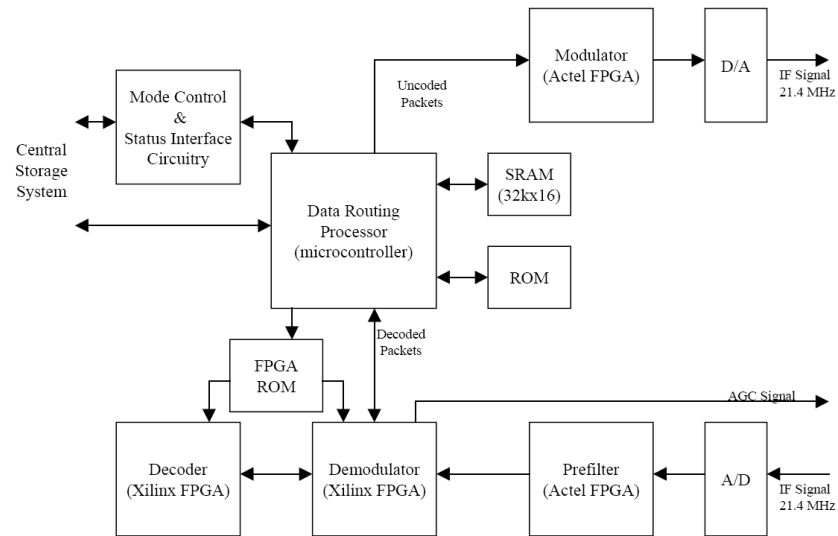 Modulator
(Actel FPGA)
D/A
IF Signal
21.4 MHz
Uncoded
Packets
Mode Control
&
Status Interface
Circuitry
Central
Storage
System
Data Routing
Processor
(microcontroller)
SRAM
(32kx16)
ROM
Decoded
Packets
FPGA
ROM
AGC Signal
Decoder
(Xilinx FPGA)
Demodulator
(Xilinx FPGA)
Prefilter
(Actel FPGA)
A/D
IF Signal
21.4 MHz